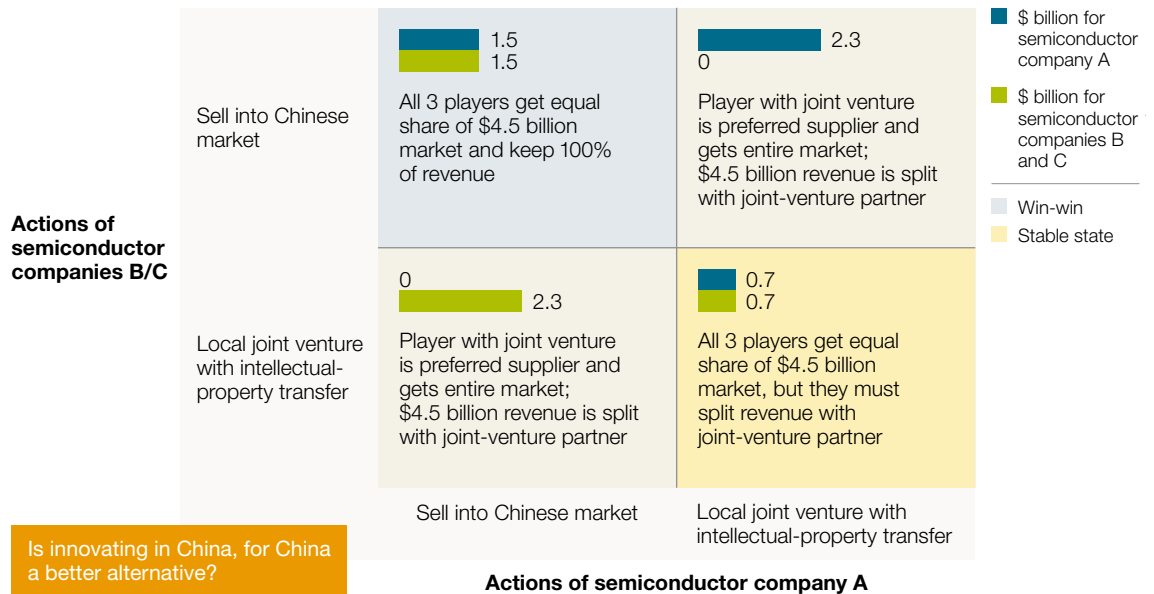 1.5
1.5
All 3 players get equal
share of $4.5 billion
market and keep 100%
of revenue
2.3
0
Player with joint venture
is preferred supplier and
gets entire market;
$4.5 billion revenue is split
with joint-venture partner
$ billion for
semiconductor
company A
$ billion for
semiconductor
companies B
and C
Win-win
Stable state
Sell into Chinese
market
Actions of
semiconductor
companies B/C
Local joint venture
with intellectual-
property transfer
0
2.3
Player with joint venture
is preferred supplier and
gets entire market;
$4.5 billion revenue is split
with joint-venture partner
0.7
0.7
All 3 players get equal
share of $4.5 billion
market, but they must
split revenue with
joint-venture partner
Sell into Chinese market
Local joint venture with
intellectual-property transfer
Is innovating in China, for China
a better alternative?
Actions of semiconductor company A